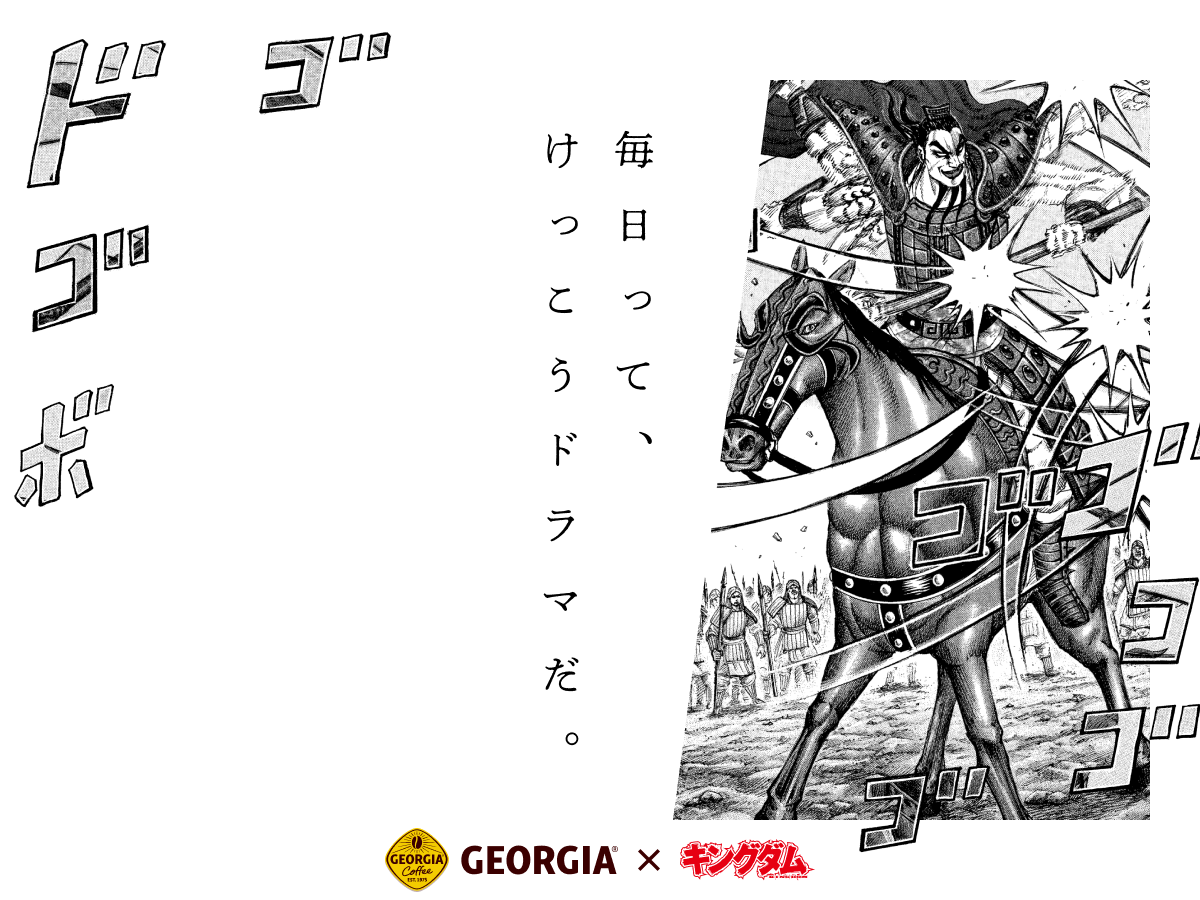 毎日って、
けっこうドラマだ。
ド
ゴ
ゴ
ボ
ゴ
ゴ
ゴ
ゴ
ゴ
GEORGIA
Coffee
EST. 1975
GEORGIA®
×
キングダム